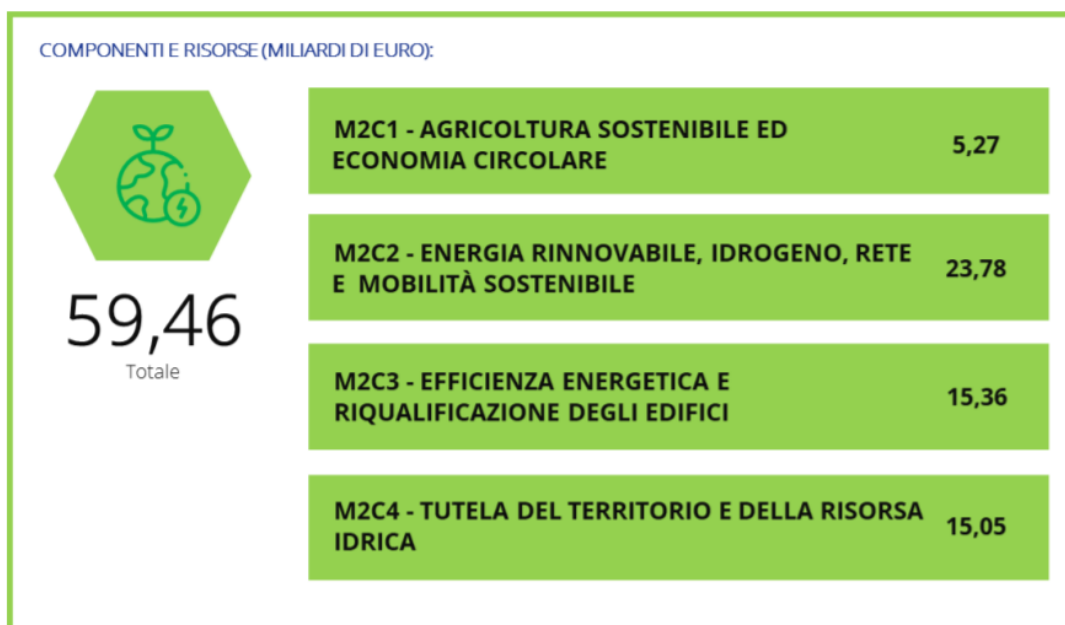 COMPONENTI E RISORSE (MILIARDI DI EURO):
59,46
Totale
M2C1 - AGRICOLTURA SOSTENIBILE ED
ECONOMIA CIRCOLARE
5,27
M2C2 - ENERGIA RINNOVABILE, IDROGENO, RETE
E MOBILITÀ SOSTENIBILE
23,78
M2C3 - EFFICIENZA ENERGETICA E
RIQUALIFICAZIONE DEGLI EDIFICI
15,36
M2C4 - TUTELA DEL TERRITORIO E DELLA RISORSA
IDRICA
15,05